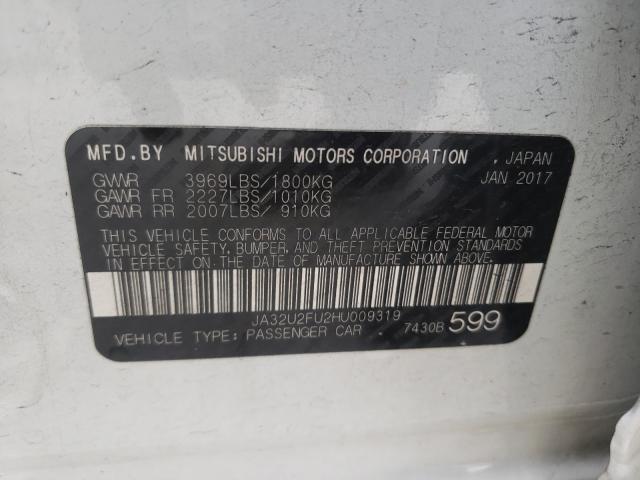 MFD.BY MITSUBISHI MOTORS CORPORATION , JAPAN
GVWR 3969LBS/1800KG JAN 2017
GAWR FR 2227LBS/1010KG
GAWR RR 2007LBS/ 910KG
THIS VEHICLE CONFORMS TO ALL APPLICABLE FEDERAL MOTOR
VEHICLE SAFETY, BUMPER, AND THEFT PREVENTION STANDARDS
IN EFFECT ON THE DATE OF MANUFACTURE SHOWN ABOVE.
JA32U2FU2HU009319
VEHICLE TYPE: PASSENGER CAR 7430B 599